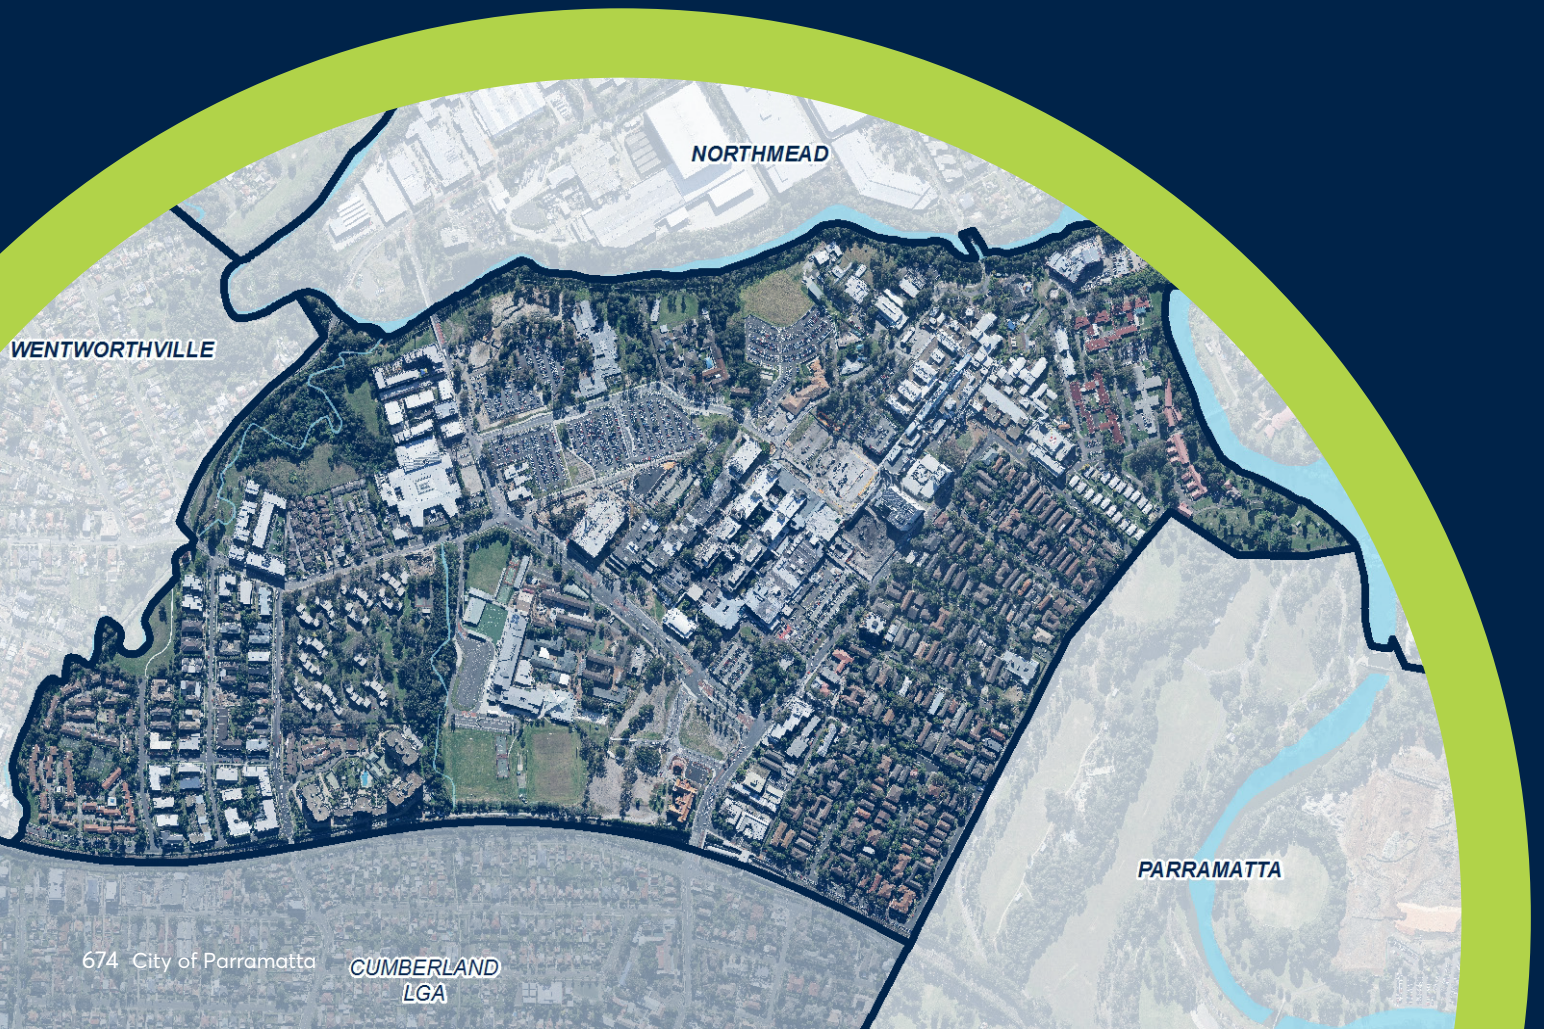 NORTHMEAD
WENTWORTHVILLE
PARRAMATTA
CUMBERLAND
LGA
674 City of Parramatta